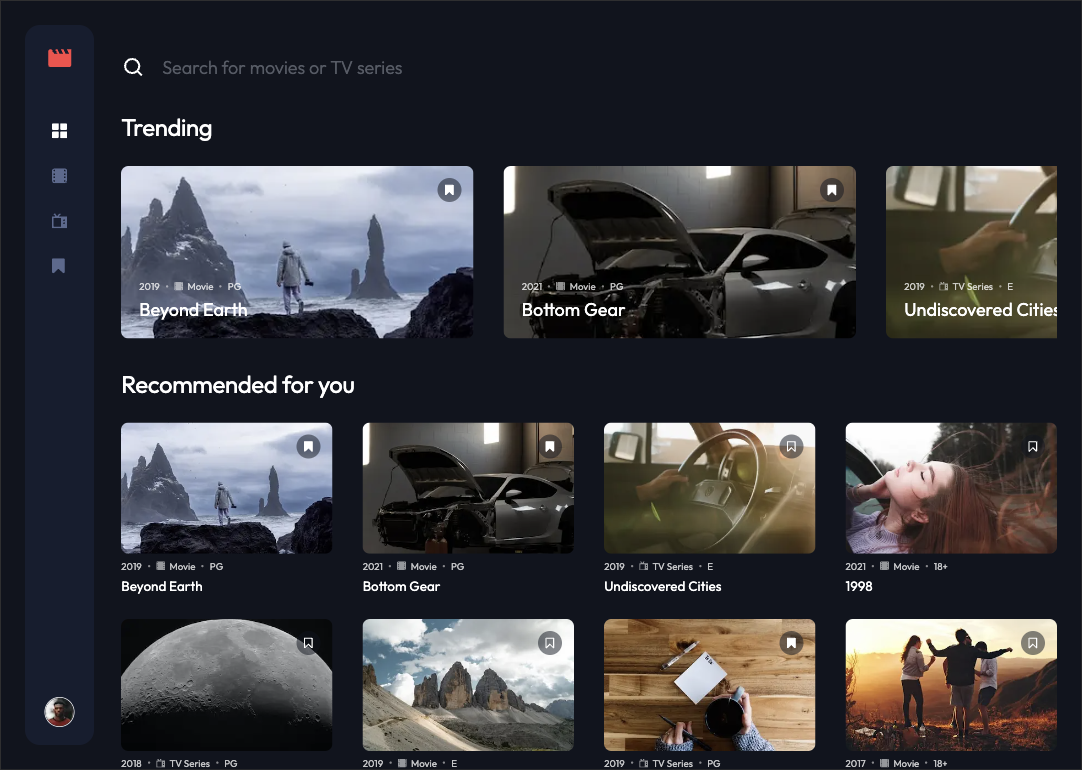 Search for movies or TV series
Trending
2019 • Movie • PG
Beyond Earth
2021 • Movie • PG
Bottom Gear
2019 • TV Series • E
Undiscovered Cities
Recommended for you
2019 • Movie • PG
Beyond Earth
2021 • Movie • PG
Bottom Gear
2019 • TV Series • E
Undiscovered Cities
2021 • Movie • 18+
1998
2018 • TV Series • PG
2019 • Movie • E
2019 • TV Series • PG
2017 • Movie • 18+